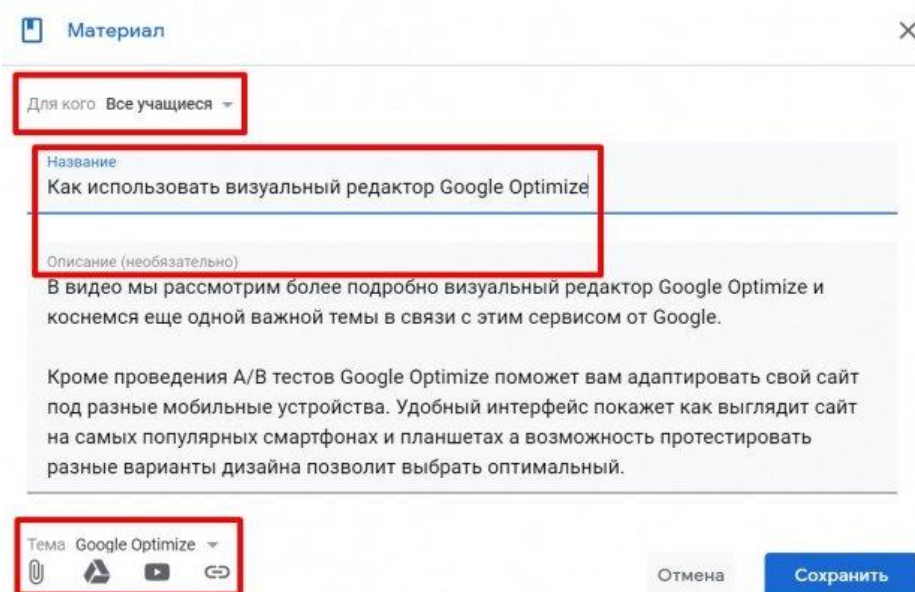 Материал
Для кого Все учащиеся
Название
Как использовать визуальный редактор Google Optimize
Описание (необязательно)
В видео мы рассмотрим более подробно визуальный редактор Google Optimize и
коснемся еще одной важной темы в связи с этим сервисом от Google.
Кроме проведения А/В тестов Google Optimize поможет вам адаптировать свой сайт
под разные мобильные устройства. Удобный интерфейс покажет как выглядит сайт
на самых популярных смартфонах и планшетах а возможность протестировать
разные варианты дизайна позволит выбрать оптимальный.
Тема Google Optimize
Отмена Сохранить